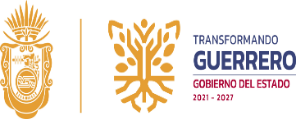 TRANSFORMANDO
GUERRERO
GOBIERNO DEL ESTADO
2021 - 2027